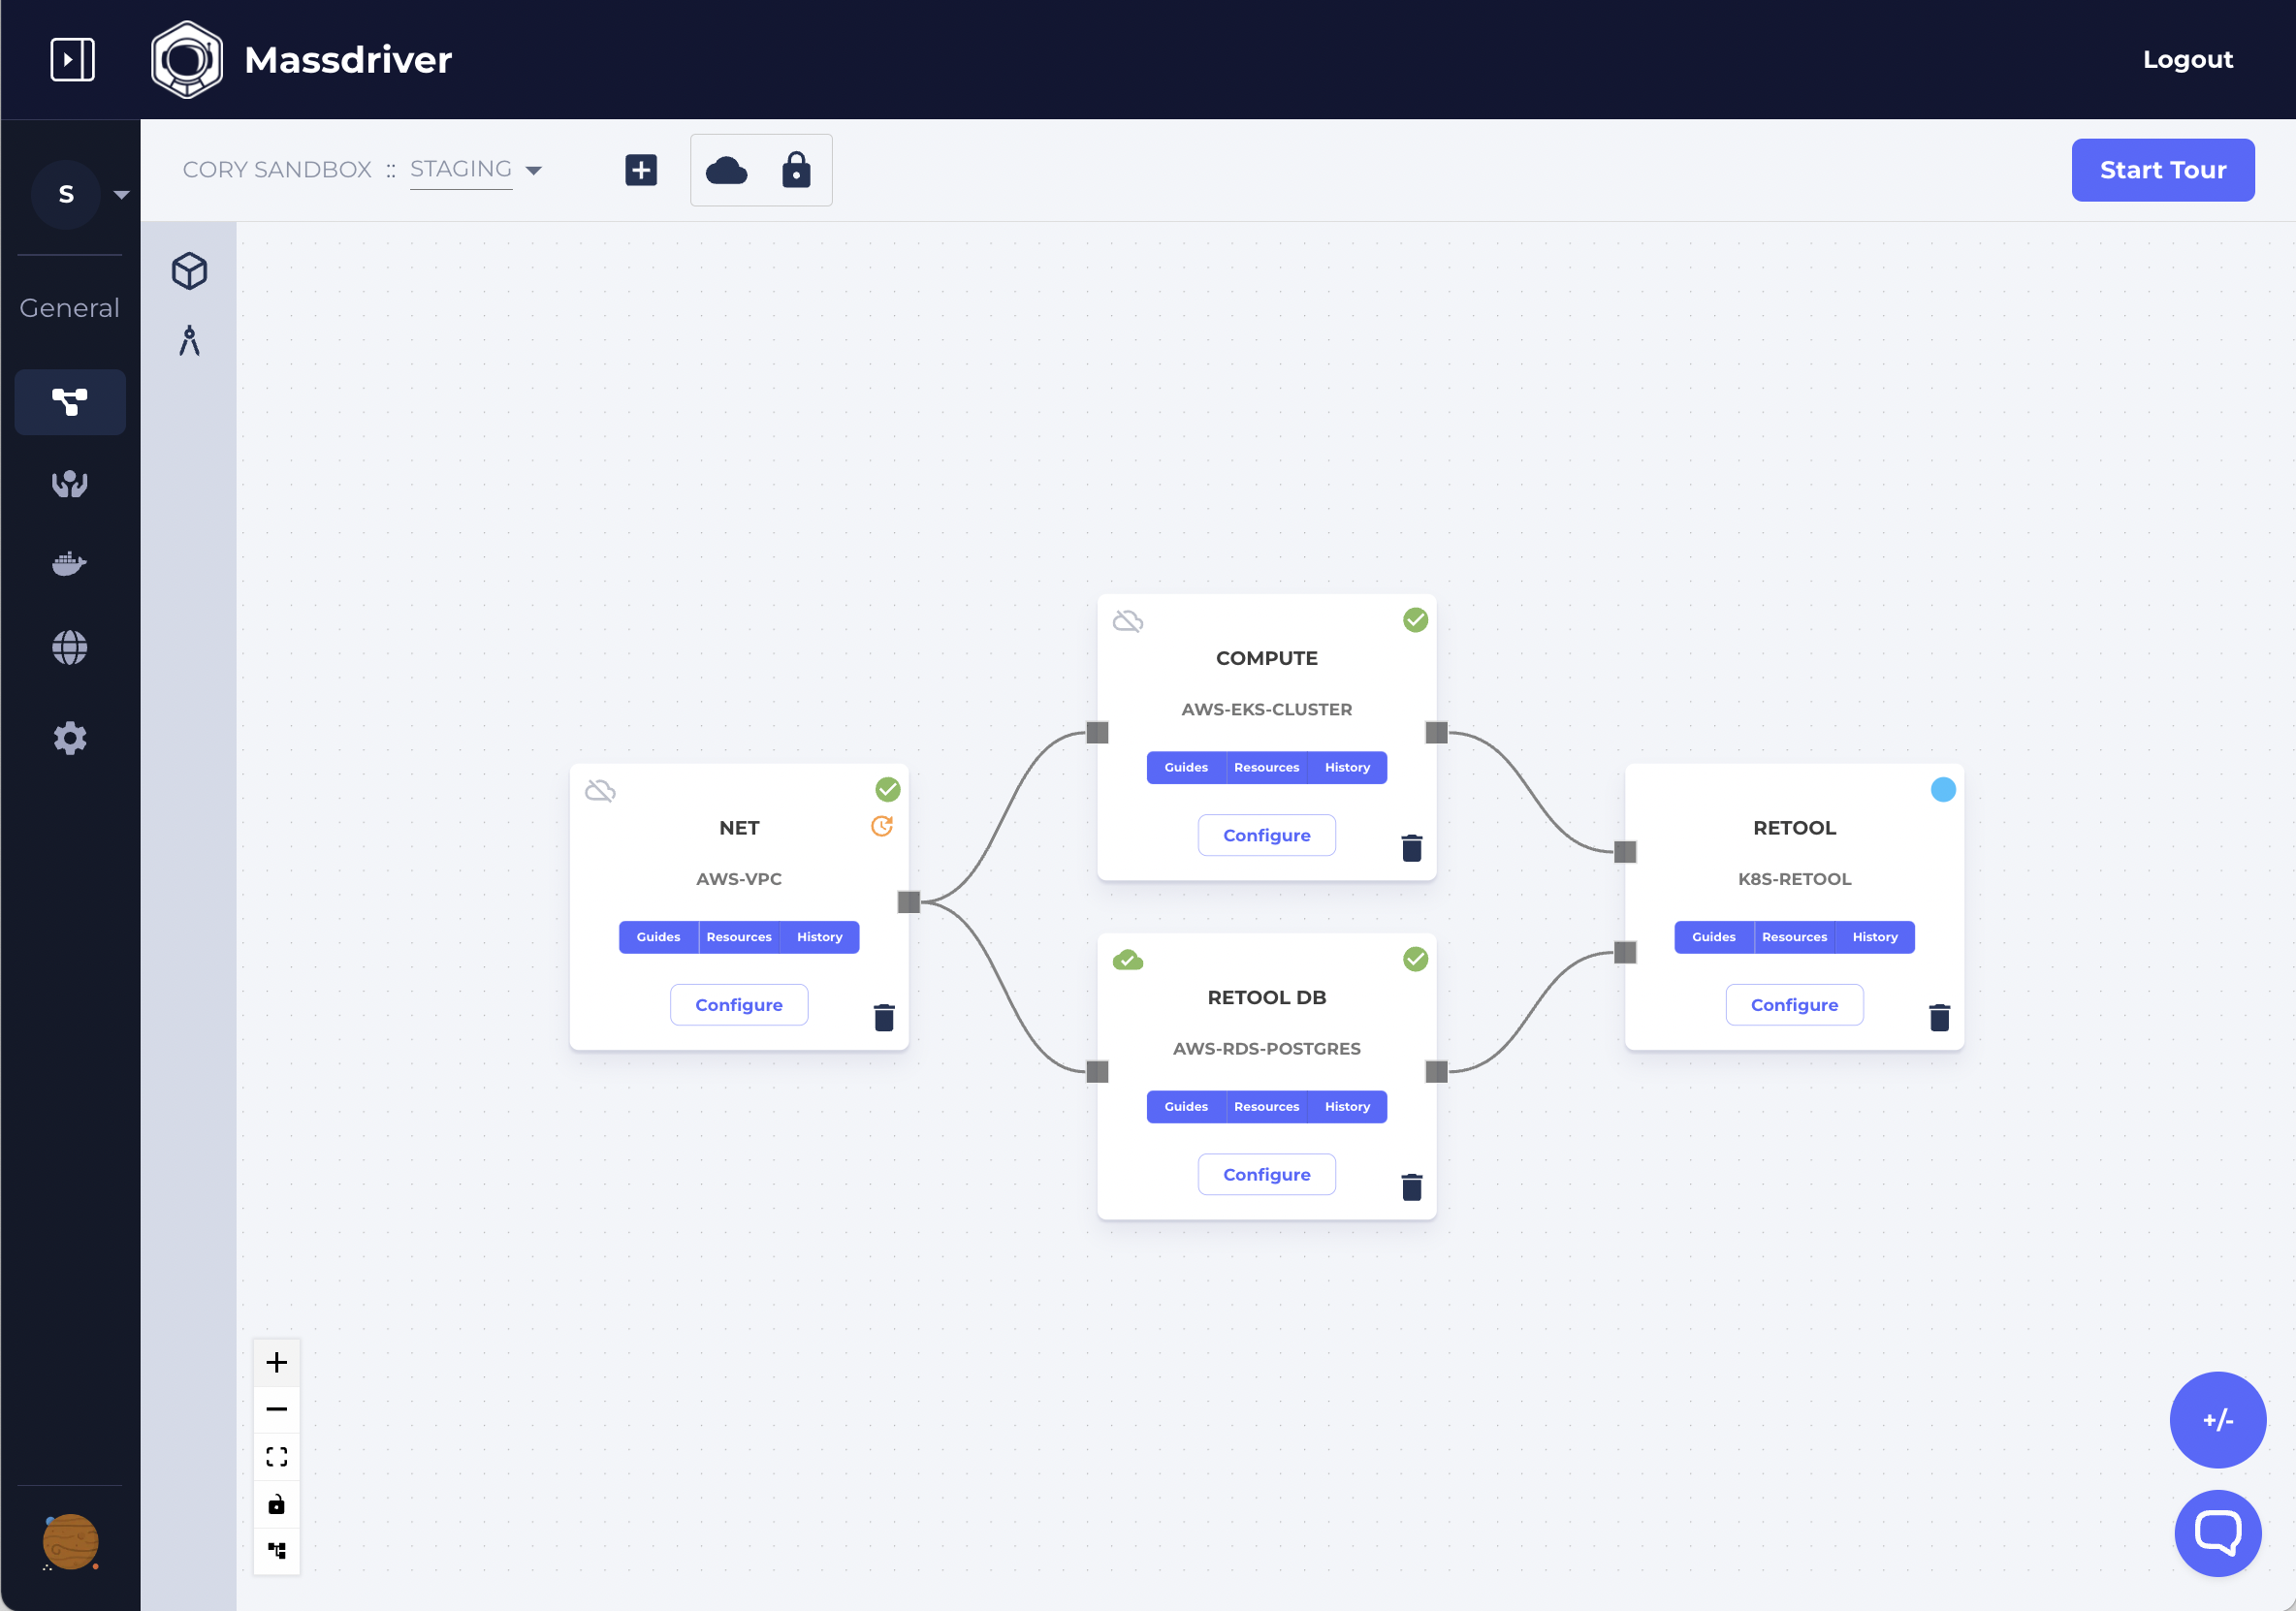 Massdriver
Logout
CORY SANDBOX :: STAGING
Start Tour
S
General
COMPUTE
AWS-EKS-CLUSTER
Guides Resources History
Configure
NET
AWS-VPC
Guides Resources History
Configure
RETOOL
K8S-RETOOL
Guides Resources History
Configure
RETOOL DB
AWS-RDS-POSTGRES
Guides Resources History
Configure
+/-